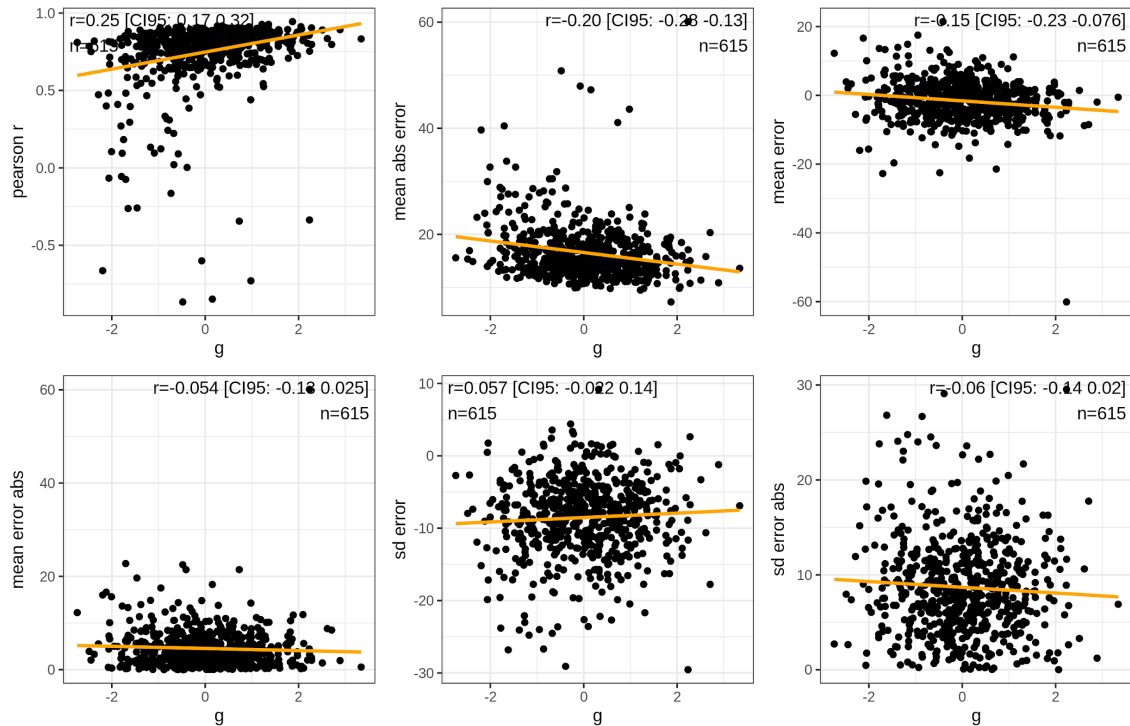 r=0.25 [CI95: 0.17 0.32]
n=615
pearson r
1.0
0.5
0.0
-0.5
-2
0
2
g
r=-0.20 [CI95: -0.28 -0.13]
n=615
mean abs error
60
40
20
-2
0
2
g
r=-0.15 [CI95: -0.23 -0.076]
n=615
mean error
20
0
-20
-40
-60
-2
0
2
g
r=-0.054 [CI95: -0.13 0.025]
n=615
mean error abs
60
40
20
0
-2
0
2
g
r=0.057 [CI95: -0.022 0.14]
n=615
sd error
10
0
-10
-20
-30
-2
0
2
g
r=-0.06 [CI95: -0.14 0.02]
n=615
sd error abs
30
20
10
0
-2
0
2
g